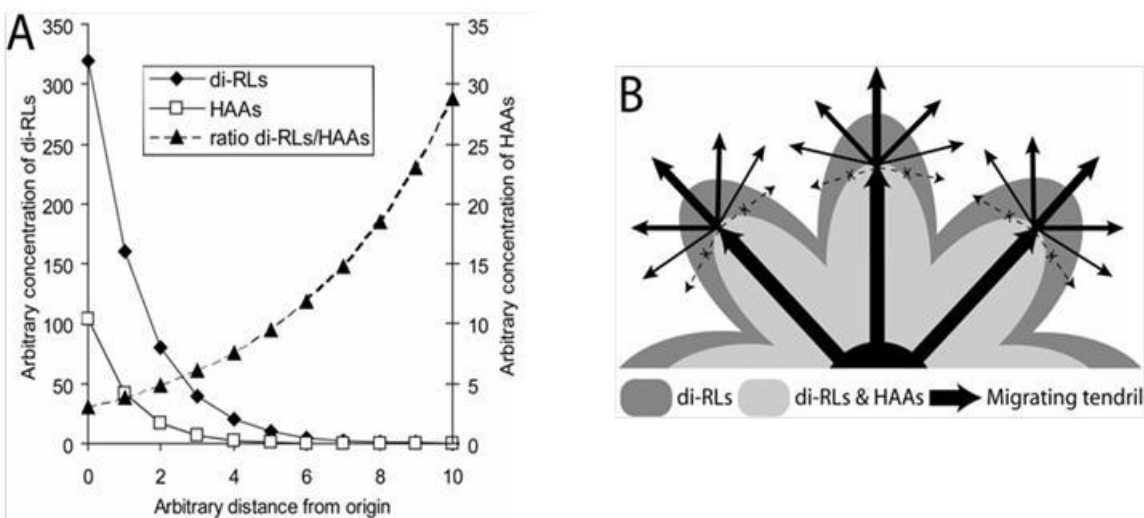 A
350
300
250
200
150
100
50
0
35
30
25
20
15
10
5
0
0 2 4 6 8 10
Arbitrary concentration of di-RLs
Arbitrary concentration of HAAs
Arbitrary distance from origin
di-RLs
HAAs
ratio di-RLs/HAAs
B
di-RLs di-RLs & HAAs Migrating tendril